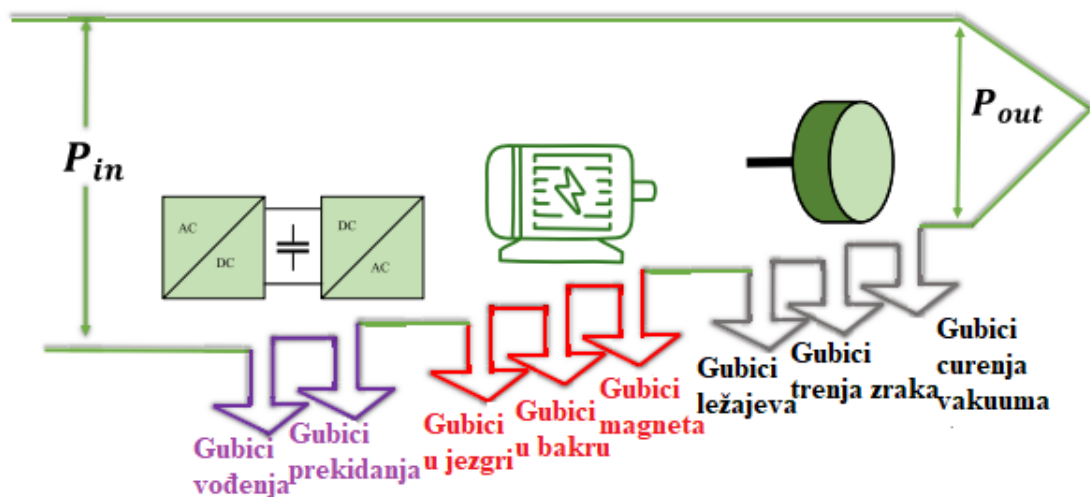 P_in
P_out
AC
DC
DC
AC
Gubici
vođenja
Gubici
prekidanja
Gubici
u jezgri
Gubici
u bakru
Gubici
magneta
Gubici
ležajeva
Gubici
trenja zraka
Gubici
curenja
vakuuma